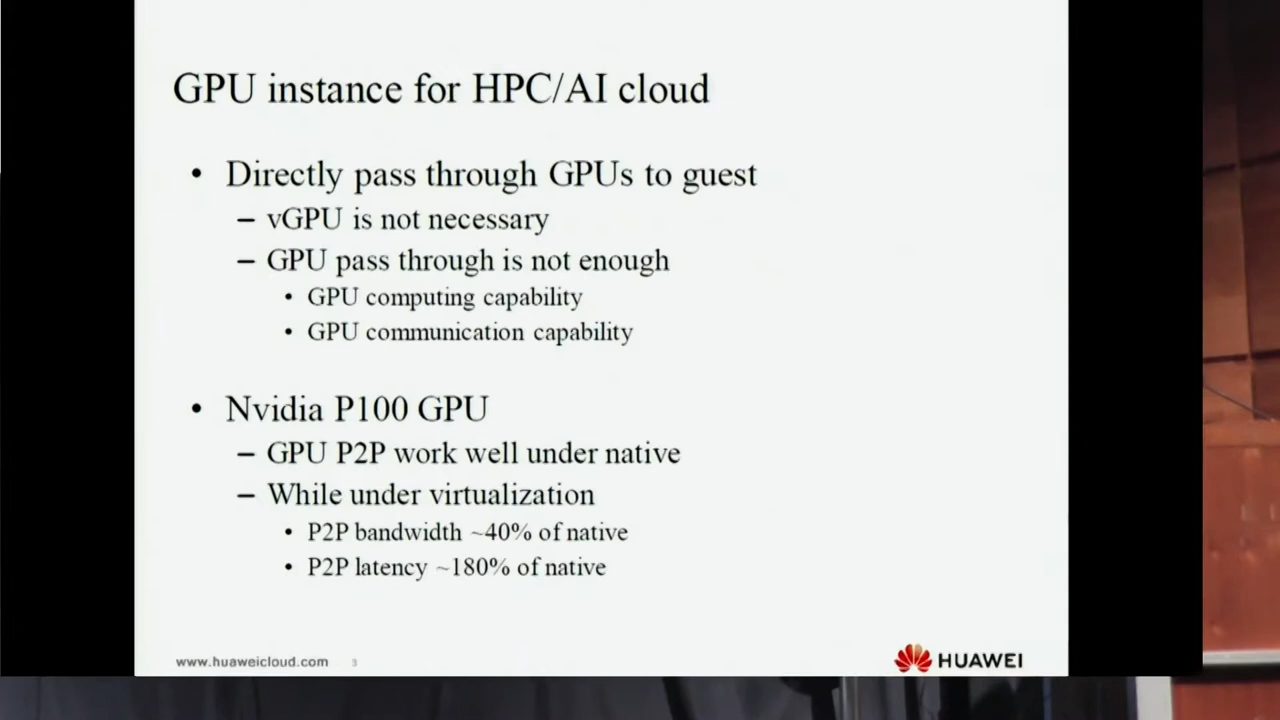 GPU instance for HPC/AI cloud
• Directly pass through GPUs to guest
– vGPU is not necessary
– GPU pass through is not enough
• GPU computing capability
• GPU communication capability
• Nvidia P100 GPU
– GPU P2P work well under native
– While under virtualization
• P2P bandwidth ~40% of native
• P2P latency ~180% of native
www.huaweicloud.com 3
HUAWEI